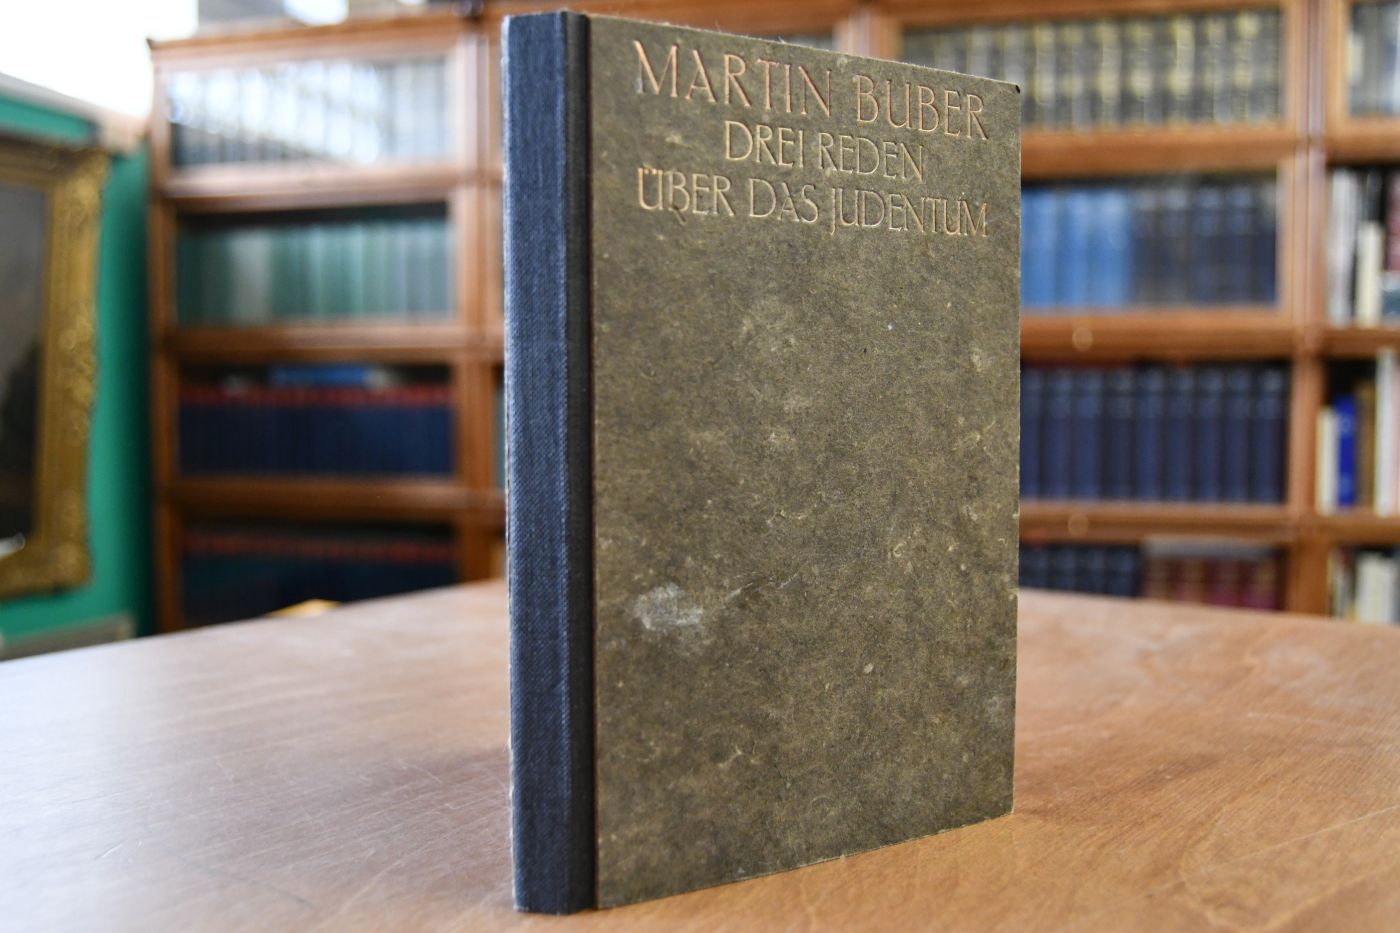 MARTIN BUBER
DREI REDEN
ÜBER DAS JUDENTUM